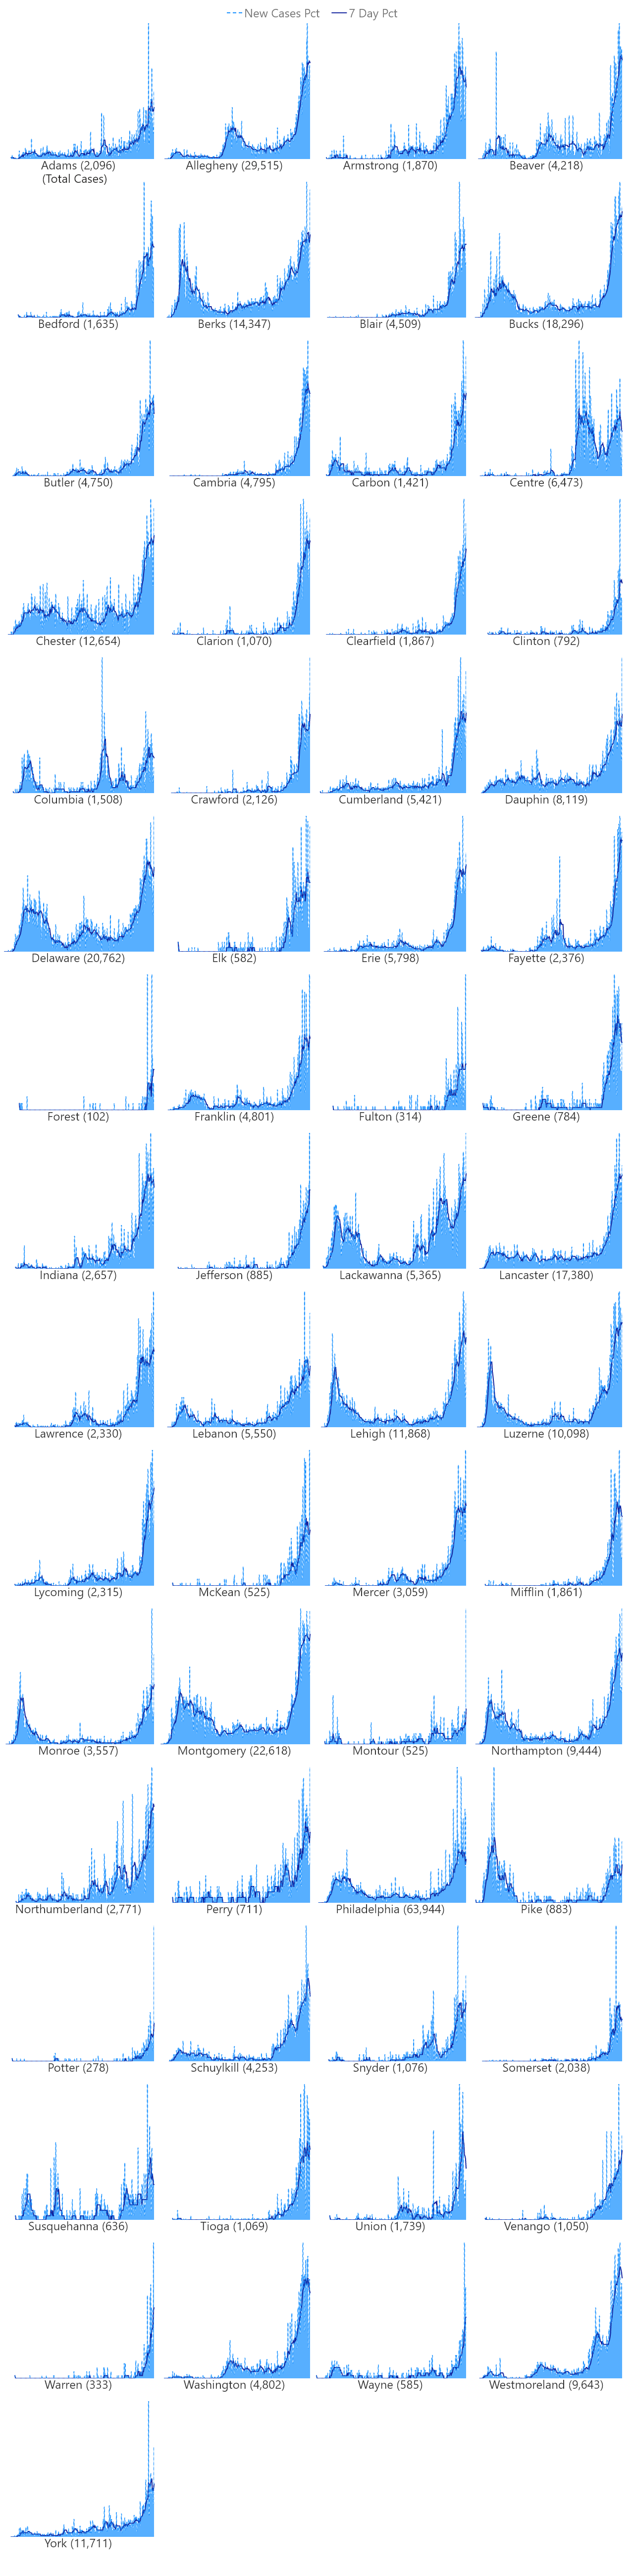 New Cases Pct 7 Day Pct
Adams (2,096) Allegheny (29,515) Armstrong (1,870) Beaver (4,218)
(Total Cases)
Bedford (1,635) Berks (14,347) Blair (4,509) Bucks (18,296)
Butler (4,750) Cambria (4,795) Carbon (1,421) Centre (6,473)
Chester (12,654) Clarion (1,070) Clearfield (1,867) Clinton (792)
Columbia (1,508) Crawford (2,126) Cumberland (5,421) Dauphin (8,119)
Delaware (20,762) Elk (582) Erie (5,798) Fayette (2,376)
Forest (102) Franklin (4,801) Fulton (314) Greene (784)
Indiana (2,657) Jefferson (885) Lackawanna (5,365) Lancaster (17,380)
Lawrence (2,330) Lebanon (5,550) Lehigh (11,868) Luzerne (10,098)
Lycoming (2,315) McKean (525) Mercer (3,059) Mifflin (1,861)
Monroe (3,557) Montgomery (22,618) Montour (525) Northampton (9,444)
Northumberland (2,771) Perry (711) Philadelphia (63,944) Pike (883)
Potter (278) Schuylkill (4,253) Snyder (1,076) Somerset (2,038)
Susquehanna (636) Tioga (1,069) Union (1,739) Venango (1,050)
Warren (333) Washington (4,802) Wayne (585) Westmoreland (9,643)
York (11,711)